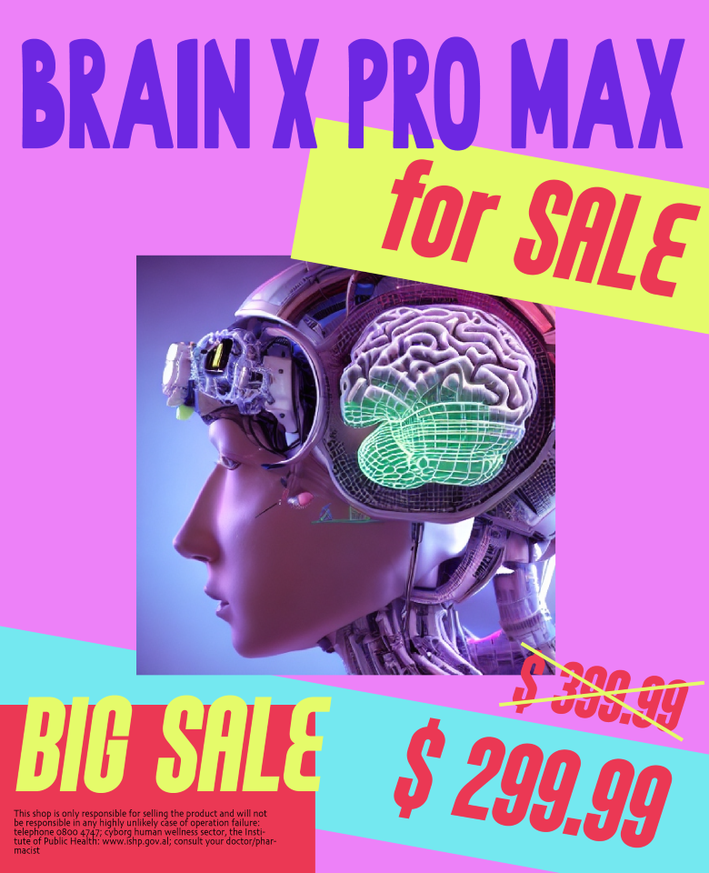 BRAIN X PRO MAX
for SALE
$ 399.99
$ 299.99
BIG SALE
This shop is only responsible for selling the product and will not
be responsible in any highly unlikely case of operation failure:
telephone 0800 4747; cyborg human wellness sector, the Insti-
tute of Public Health: www.ishp.gov.al; consult your doctor/phar-
macist